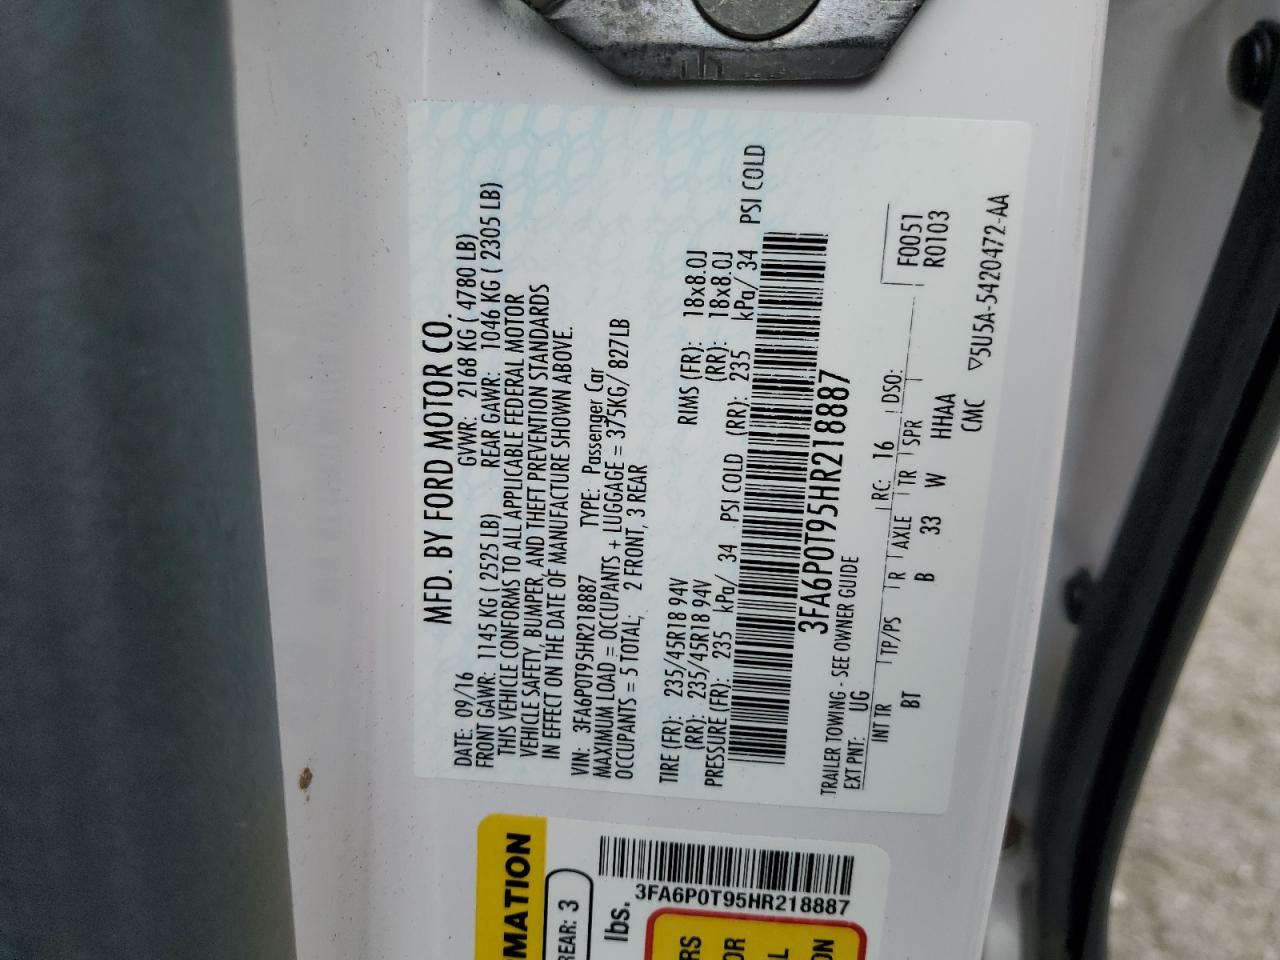 MFD. BY FORD MOTOR CO.
DATE: 09/16 GVWR: 2168 KG ( 4780 LB)
FRONT GAWR: 1145 KG ( 2525 LB) REAR GAWR: 1046 KG ( 2305 LB)
THIS VEHICLE CONFORMS TO ALL APPLICABLE FEDERAL MOTOR
VEHICLE SAFETY, BUMPER, AND THEFT PREVENTION STANDARDS
IN EFFECT ON THE DATE OF MANUFACTURE SHOWN ABOVE.
VIN: 3FA6P0T95HR218887 TYPE: Passenger Car
MAXIMUM LOAD = OCCUPANTS + LUGGAGE = 375KG/ 827LB
OCCUPANTS = 5 TOTAL; 2 FRONT, 3 REAR
TIRE (FR): 235/45R18 94V RIMS (FR): 18x8.0J
(RR): 235/45R18 94V (RR): 18x8.0J
PRESSURE (FR): 235 kPa/ 34 PSI COLD (RR): 235 kPa/ 34 PSI COLD
3FA6P0T95HR218887
TRAILER TOWING - SEE OWNER GUIDE
EXT PNT: UG RC: 16 DSO:
INT TR TP/PS R AXLE TR SPR
BT B 33 W HHAA
F0051
R0103
CMC ▽5U5A-5420472-AA
MATION
REAR: 3
lbs.
3FA6P0T95HR218887
RS
OR
L
ON